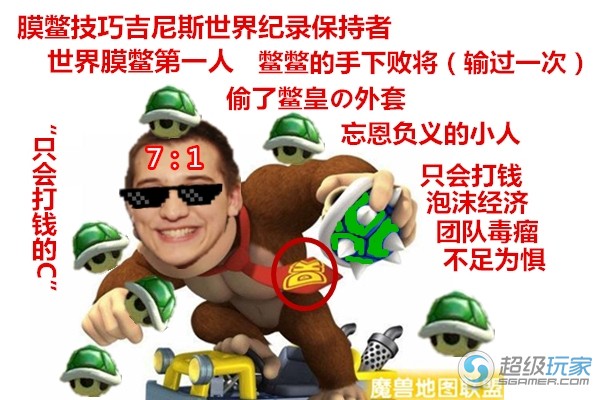 膜鳖技巧吉尼斯世界纪录保持者
世界膜鳖第一人 鳖鳖的手下败将（输过一次）
偷了鳖皇の外套
忘恩负义的小人
7:1
"只会打钱的C"
只会打钱
泡沫经济
团队毒瘤
不足为惧
DK
魔兽地图联盟
超级玩家
SGAMER.COM